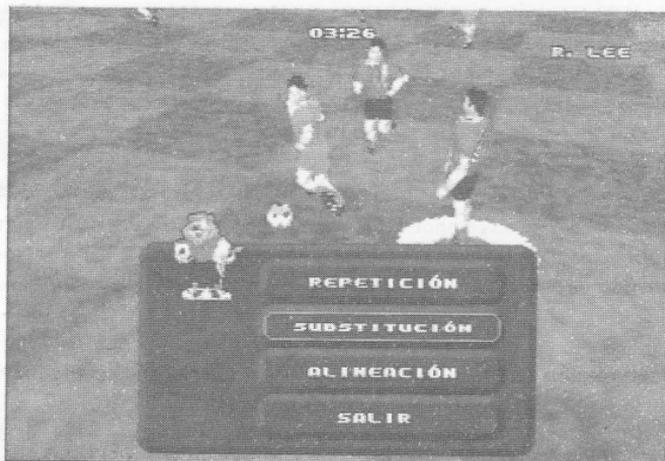 03:26
R. LEE
REPETICIÓN
SUBSTITUCIÓN
ALINEACIÓN
SALIR